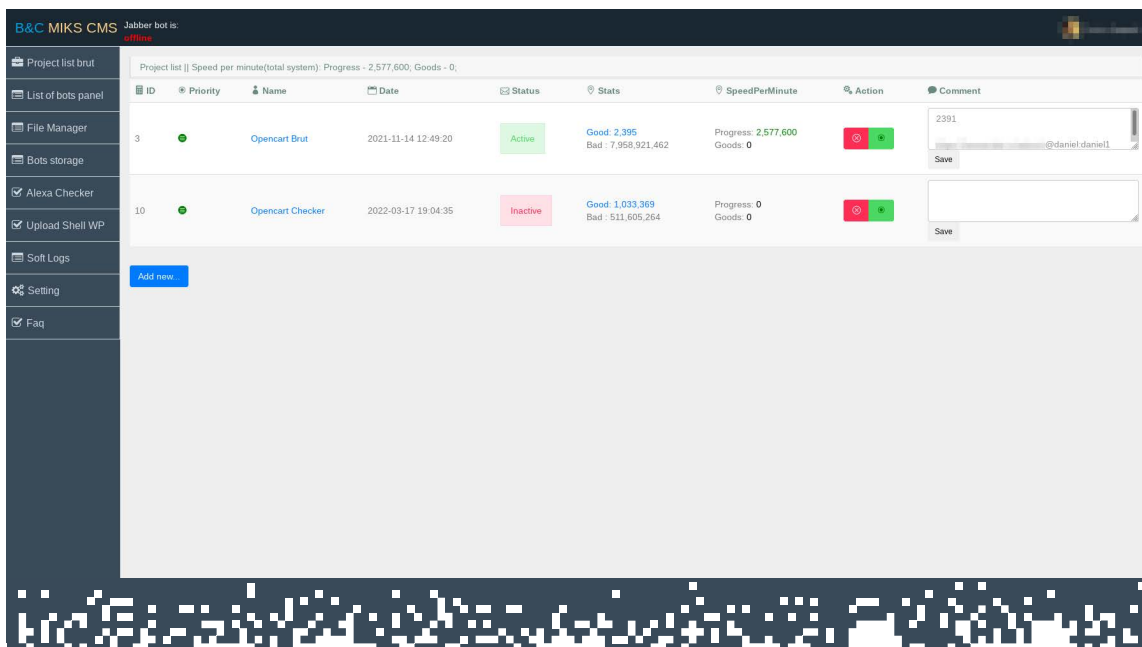 B&C MIKS CMS
Jabber bot is:
offline
Project list brut
List of bots panel
File Manager
Bots storage
Alexa Checker
Upload Shell WP
Soft Logs
Setting
Faq
Project list || Speed per minute(total system): Progress - 2,577,600; Goods - 0;
ID Priority Name Date Status Stats SpeedPerMinute Action Comment
3 Opencart Brut 2021-11-14 12:49:20 Active Good: 2,395 Progress: 2,577,600 2391
Bad : 7,958,921,462 Goods: 0 @daniel:daniel1
Save
10 Opencart Checker 2022-03-17 19:04:35 Inactive Good: 1,033,369 Progress: 0
Bad : 511,605,264 Goods: 0
Save
Add new...